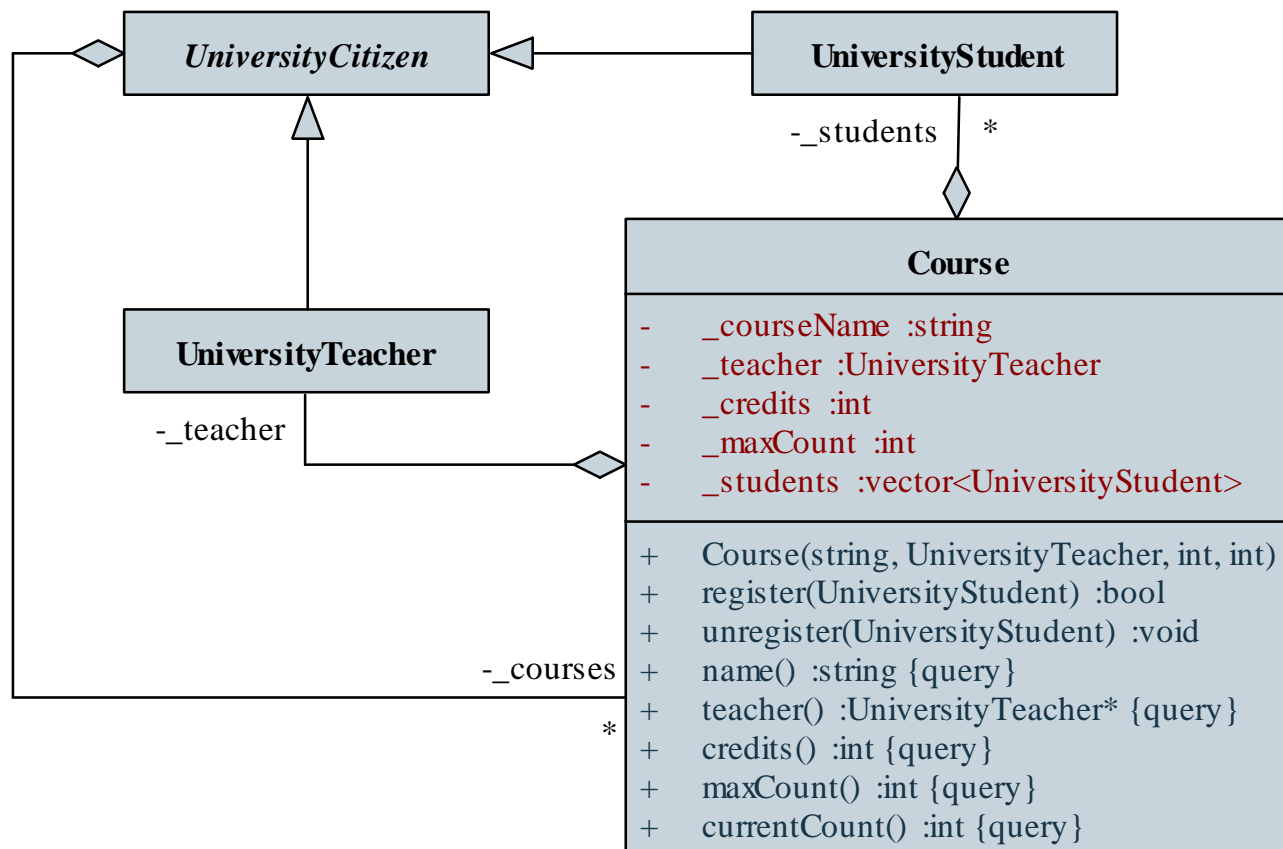 UniversityCitizen
UniversityStudent
-_students *
Course
UniversityTeacher
-_teacher
- _courseName :string
- _teacher :UniversityTeacher
- _credits :int
- _maxCount :int
- _students :vector<UniversityStudent>
+ Course(string, UniversityTeacher, int, int)
+ register(UniversityStudent) :bool
+ unregister(UniversityStudent) :void
+ name() :string {query}
+ teacher() :UniversityTeacher* {query}
+ credits() :int {query}
+ maxCount() :int {query}
+ currentCount() :int {query}
-_courses
*